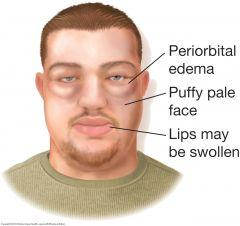 Periorbital
edema
Puffy pale
face
Lips may
be swollen